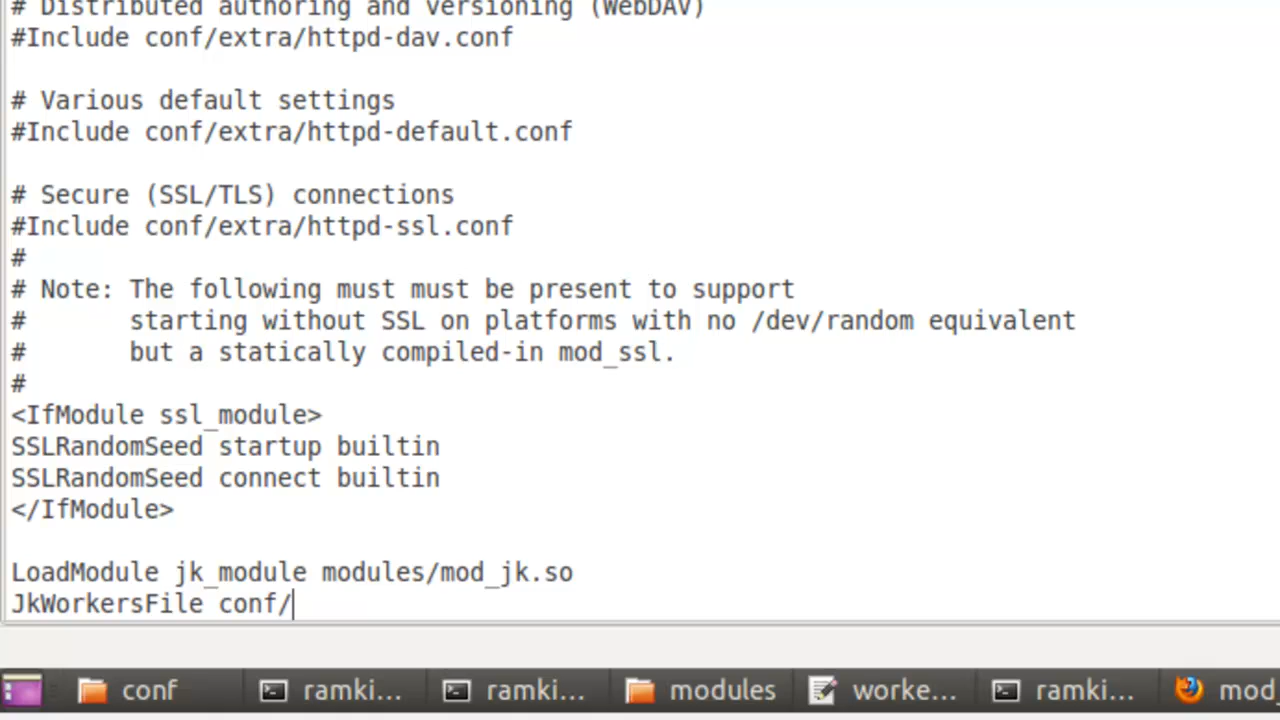 # Distributed authoring and versioning (WebDAV)
#Include conf/extra/httpd-dav.conf
# Various default settings
#Include conf/extra/httpd-default.conf
# Secure (SSL/TLS) connections
#Include conf/extra/httpd-ssl.conf
#
# Note: The following must must be present to support
#       starting without SSL on platforms with no /dev/random equivalent
#       but a statically compiled-in mod_ssl.
#
<IfModule ssl_module>
SSLRandomSeed startup builtin
SSLRandomSeed connect builtin
</IfModule>
LoadModule jk_module modules/mod_jk.so
JkWorkersFile conf/
conf ramki... ramki... modules worke... ramki... mod_